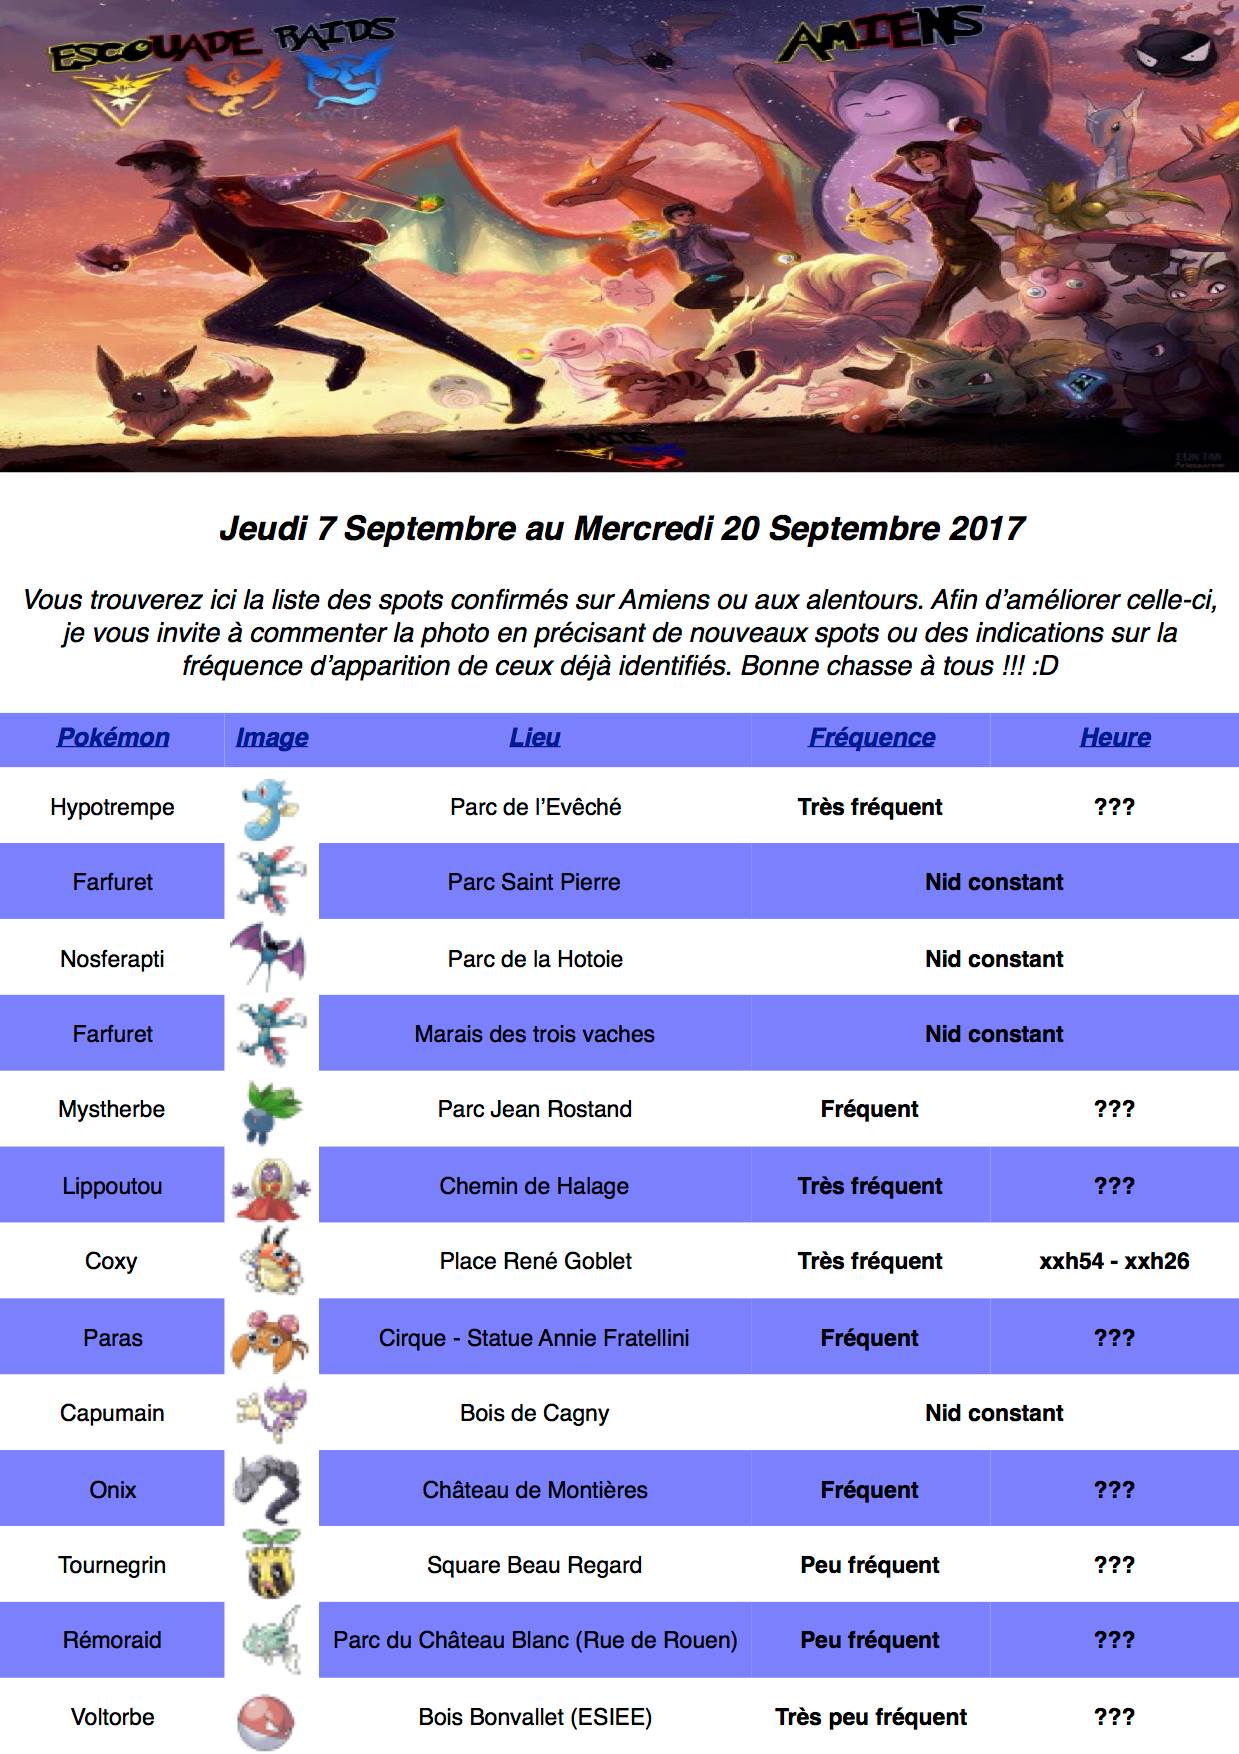 ESCOUADE RAIDS
AMIENS
RAIDS
Jeudi 7 Septembre au Mercredi 20 Septembre 2017
Vous trouverez ici la liste des spots confirmés sur Amiens ou aux alentours. Afin d’améliorer celle-ci,
je vous invite à commenter la photo en précisant de nouveaux spots ou des indications sur la
fréquence d’apparition de ceux déjà identifiés. Bonne chasse à tous !!! :D
Pokémon Image Lieu Fréquence Heure
Hypotrempe Parc de l’Evêché Très fréquent ???
Farfuret Parc Saint Pierre Nid constant
Nosferapti Parc de la Hotoie Nid constant
Farfuret Marais des trois vaches Nid constant
Mystherbe Parc Jean Rostand Fréquent ???
Lippoutou Chemin de Halage Très fréquent ???
Coxy Place René Goblet Très fréquent xxh54 - xxh26
Paras Cirque - Statue Annie Fratellini Fréquent ???
Capumain Bois de Cagny Nid constant
Onix Château de Montières Fréquent ???
Tournegrin Square Beau Regard Peu fréquent ???
Rémoraid Parc du Château Blanc (Rue de Rouen) Peu fréquent ???
Voltorbe Bois Bonvallet (ESIEE) Très peu fréquent ???